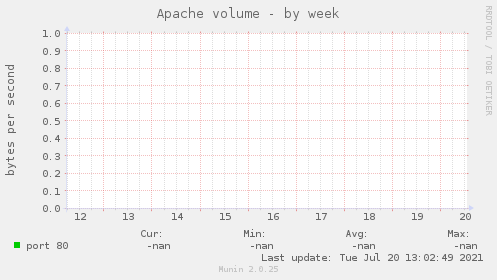 Apache volume - by week
RRDTOOL / TOBI OETIKER
bytes per second
1.0
0.9
0.8
0.7
0.6
0.5
0.4
0.3
0.2
0.1
0.0
12 13 14 15 16 17 18 19 20
Cur: Min: Avg: Max:
port 80 -nan -nan -nan -nan
Last update: Tue Jul 20 13:02:49 2021
Munin 2.0.25